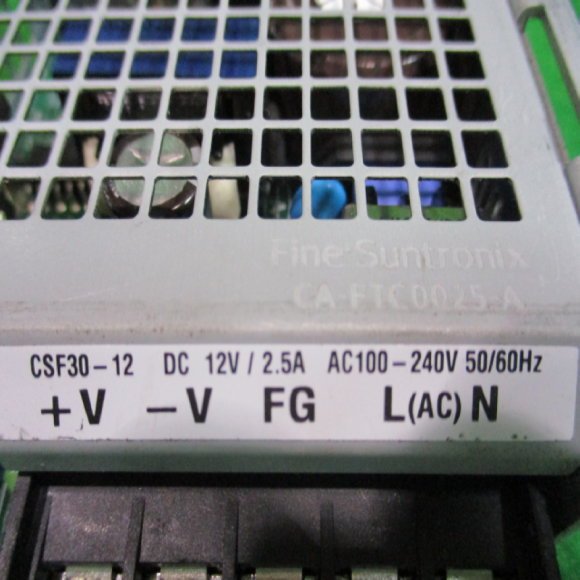 Fine Suntronix
CA-FTC0025-A
CSF30-12 DC 12V / 2.5A AC100-240V 50/60Hz
+V -V FG L(AC) N